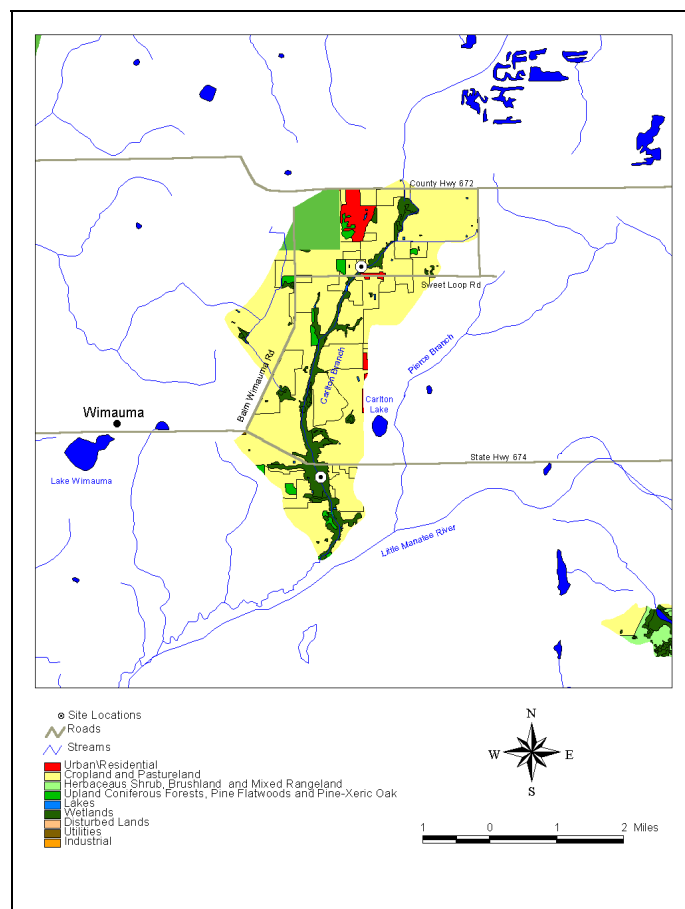 County Hwy 672
Sweet Loop Rd
Pierce Branch
Balm Wimauma Rd
Carlton Branch
Carlton
Lake
Wimauma
State Hwy 674
Lake Wimauma
Little Manatee River
Site Locations
Roads
Streams
Urban\Residential
Cropland and Pastureland
Herbaceaus Shrub, Brushland and Mixed Rangeland
Upland Coniferous Forests, Pine Flatwoods and Pine-Xeric Oak
Lakes
Wetlands
Disturbed Lands
Utilities
Industrial
N
W E
S
1 0 1 2 Miles